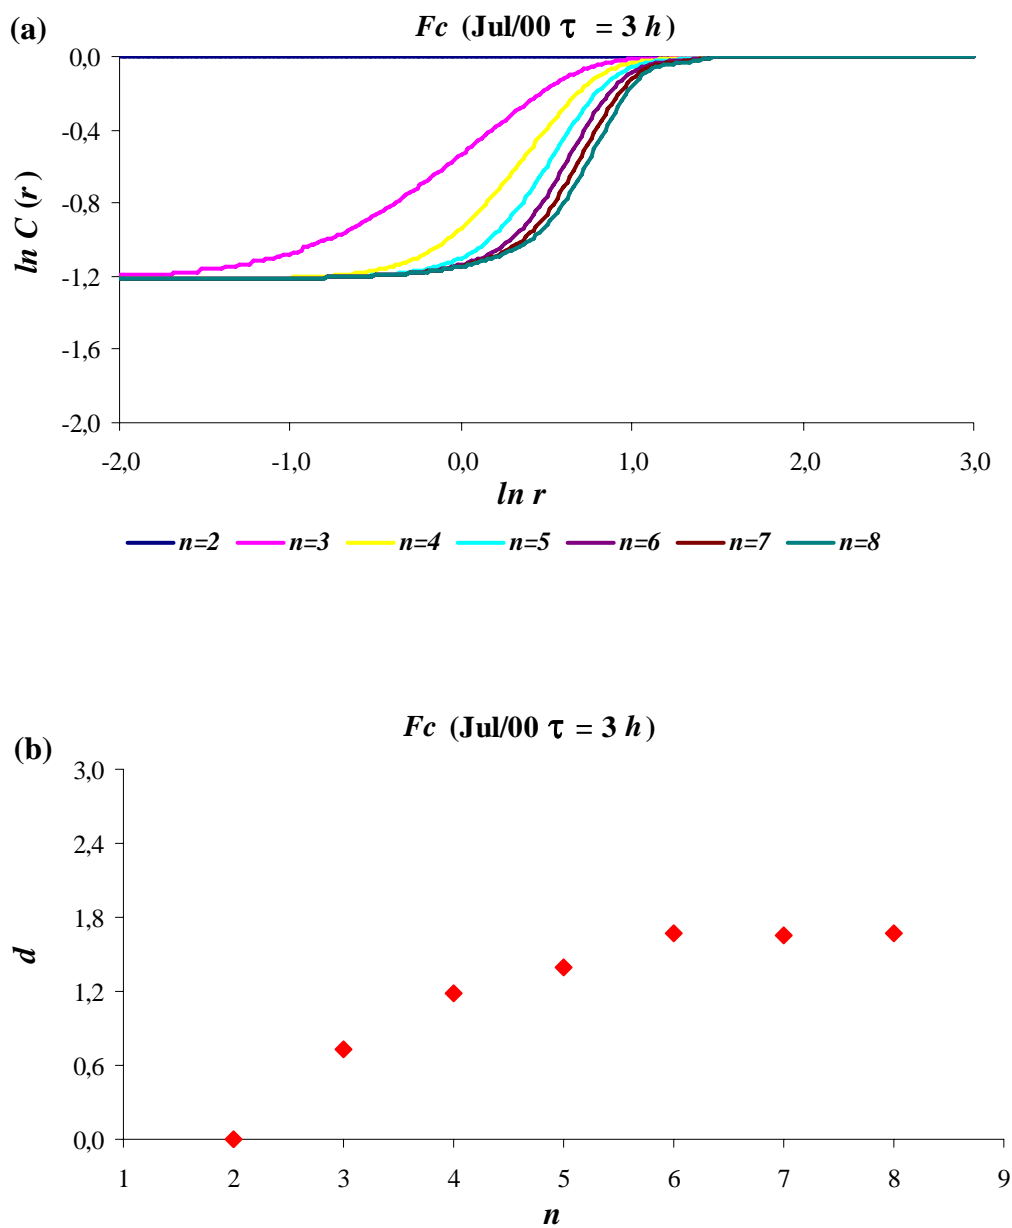 (a)
Fc (Jul/00 τ = 3 h)
0,0
-0,4
-0,8
-1,2
-1,6
-2,0
ln C (r)
-2,0 -1,0 0,0 1,0 2,0 3,0
ln r
n=2 n=3 n=4 n=5 n=6 n=7 n=8
(b)
Fc (Jul/00 τ = 3 h)
3,0
2,4
1,8
1,2
0,6
0,0
d
1 2 3 4 5 6 7 8 9
n